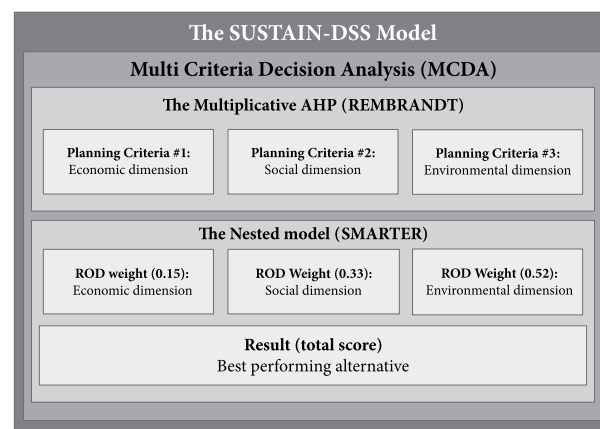 The SUSTAIN-DSS Model
Multi Criteria Decision Analysis (MCDA)
The Multiplicative AHP (REMBRANDT)
Planning Criteria #1:
Economic dimension
Planning Criteria #2:
Social dimension
Planning Criteria #3:
Environmental dimension
The Nested model (SMARTER)
ROD weight (0.15):
Economic dimension
ROD Weight (0.33):
Social dimension
ROD Weight (0.52):
Environmental dimension
Result (total score)
Best performing alternative